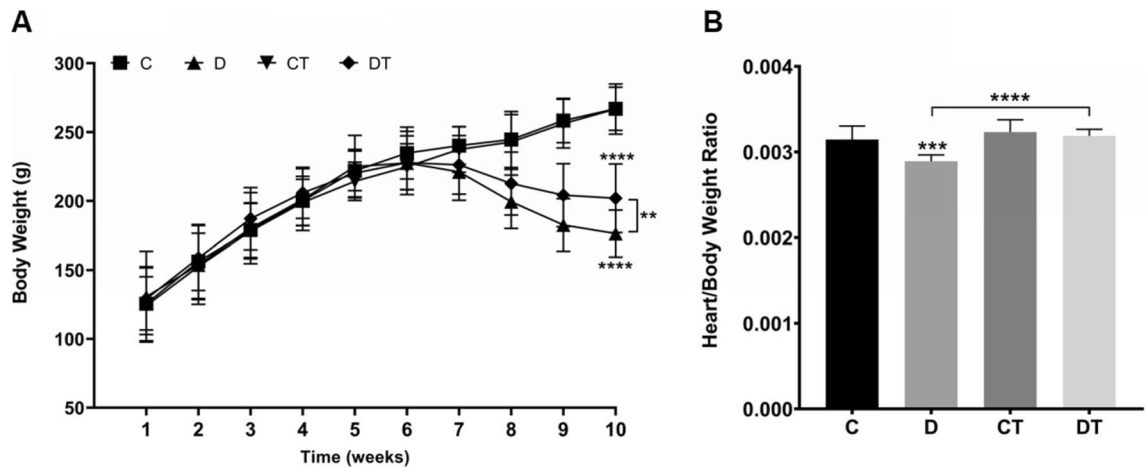 A
C D CT DT
300
250
200
150
100
50
Body Weight (g)
****
**
****
1 2 3 4 5 6 7 8 9 10
Time (weeks)
B
0.004
0.003
0.002
0.001
0.000
Heart/Body Weight Ratio
****
***
C D CT DT